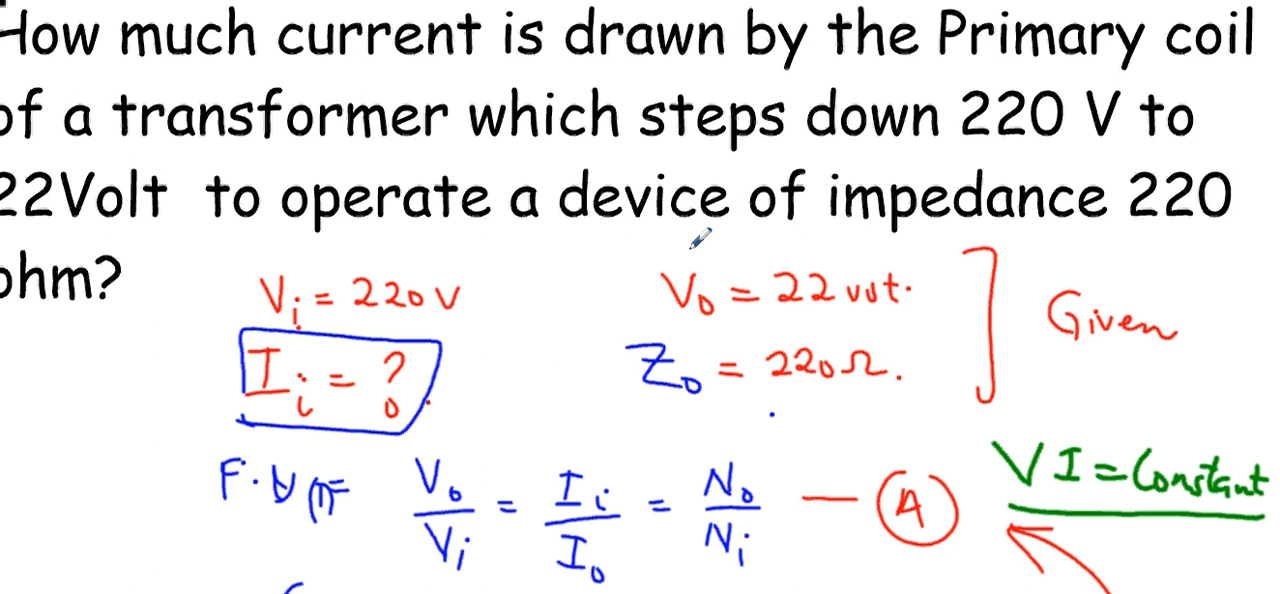 How much current is drawn by the Primary coil
of a transformer which steps down 220 V to
22Volt to operate a device of impedance 220
ohm?
Vi = 220 V
Vo = 22 volt.
Given
Ii = ?
Zo = 220 Ω.
Vo/Vi = Ii/Io = No/Ni — A
VI = Constant